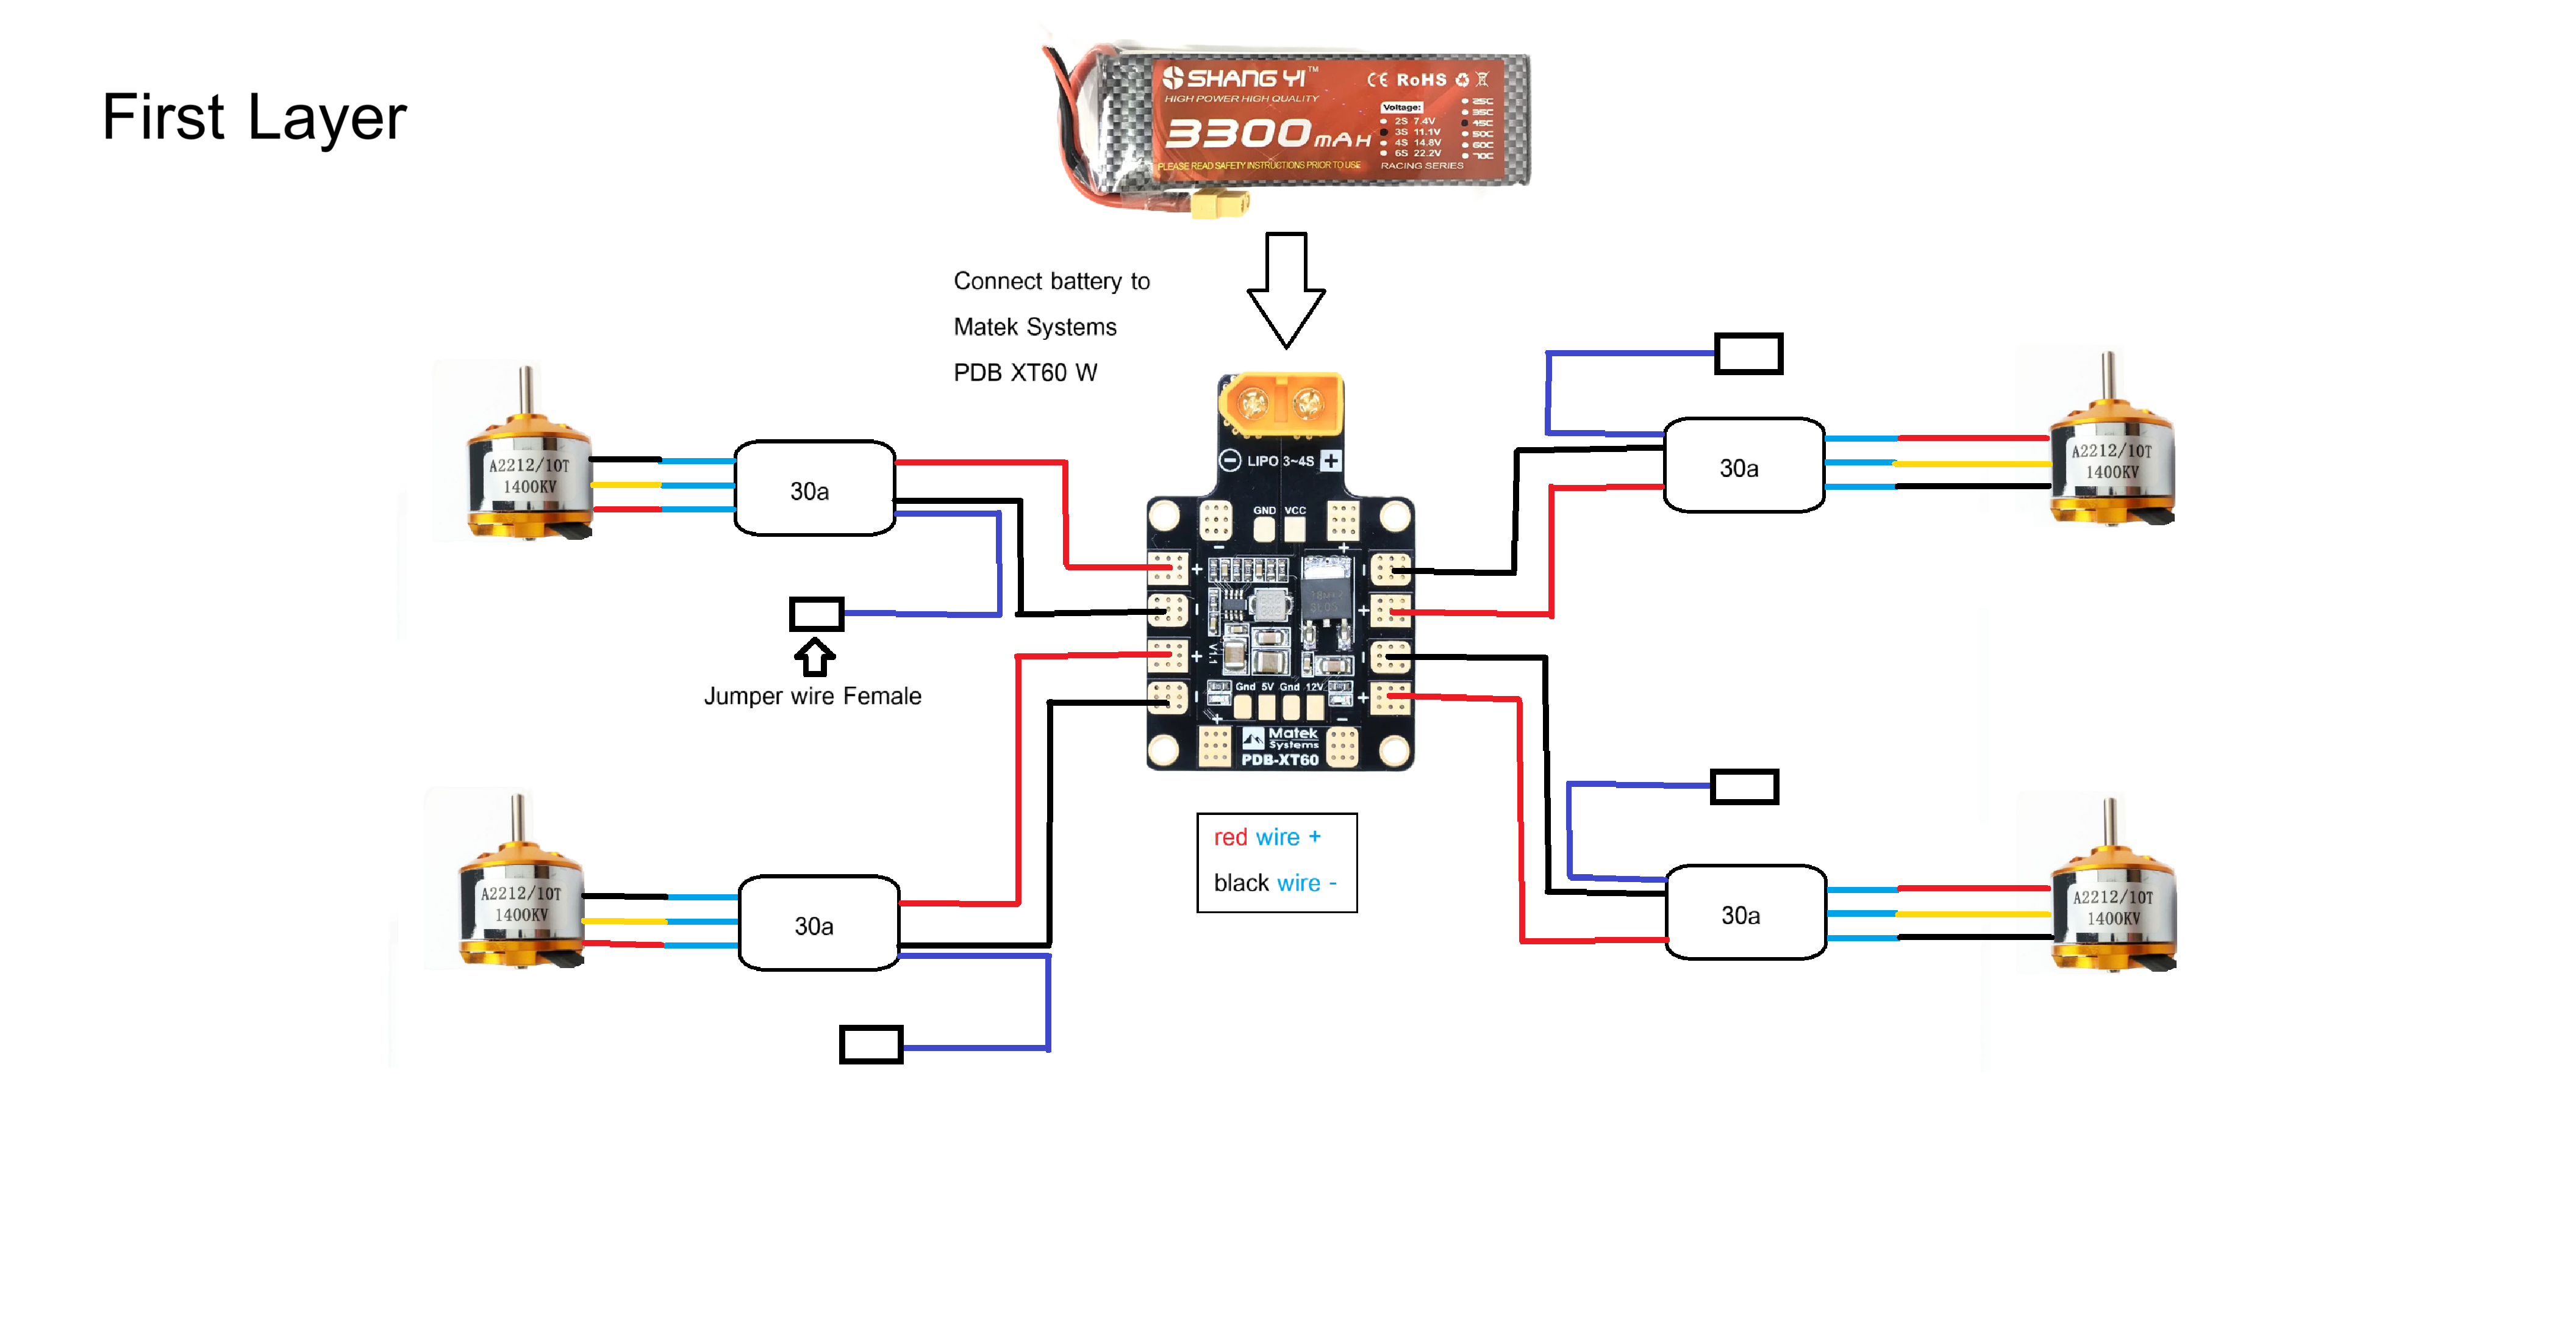 First Layer
SHANG YI™
CE RoHS
HIGH POWER HIGH QUALITY
3300mAH
PLEASE READ SAFETY INSTRUCTIONS PRIOR TO USE
Voltage:
2S 7.4V
3S 11.1V
4S 14.8V
6S 22.2V
RACING SERIES
25C
35C
45C
50C
60C
70C
Connect battery to
Matek Systems
PDB XT60 W
A2212/10T
1400KV
30a
Jumper wire Female
A2212/10T
1400KV
30a
LIPO 3~4S
GND VCC
V1.1
Gnd 5V Gnd 12V
Matek
Systems
PDB-XT60
red wire +
black wire -
30a
A2212/10T
1400KV
30a
A2212/10T
1400KV